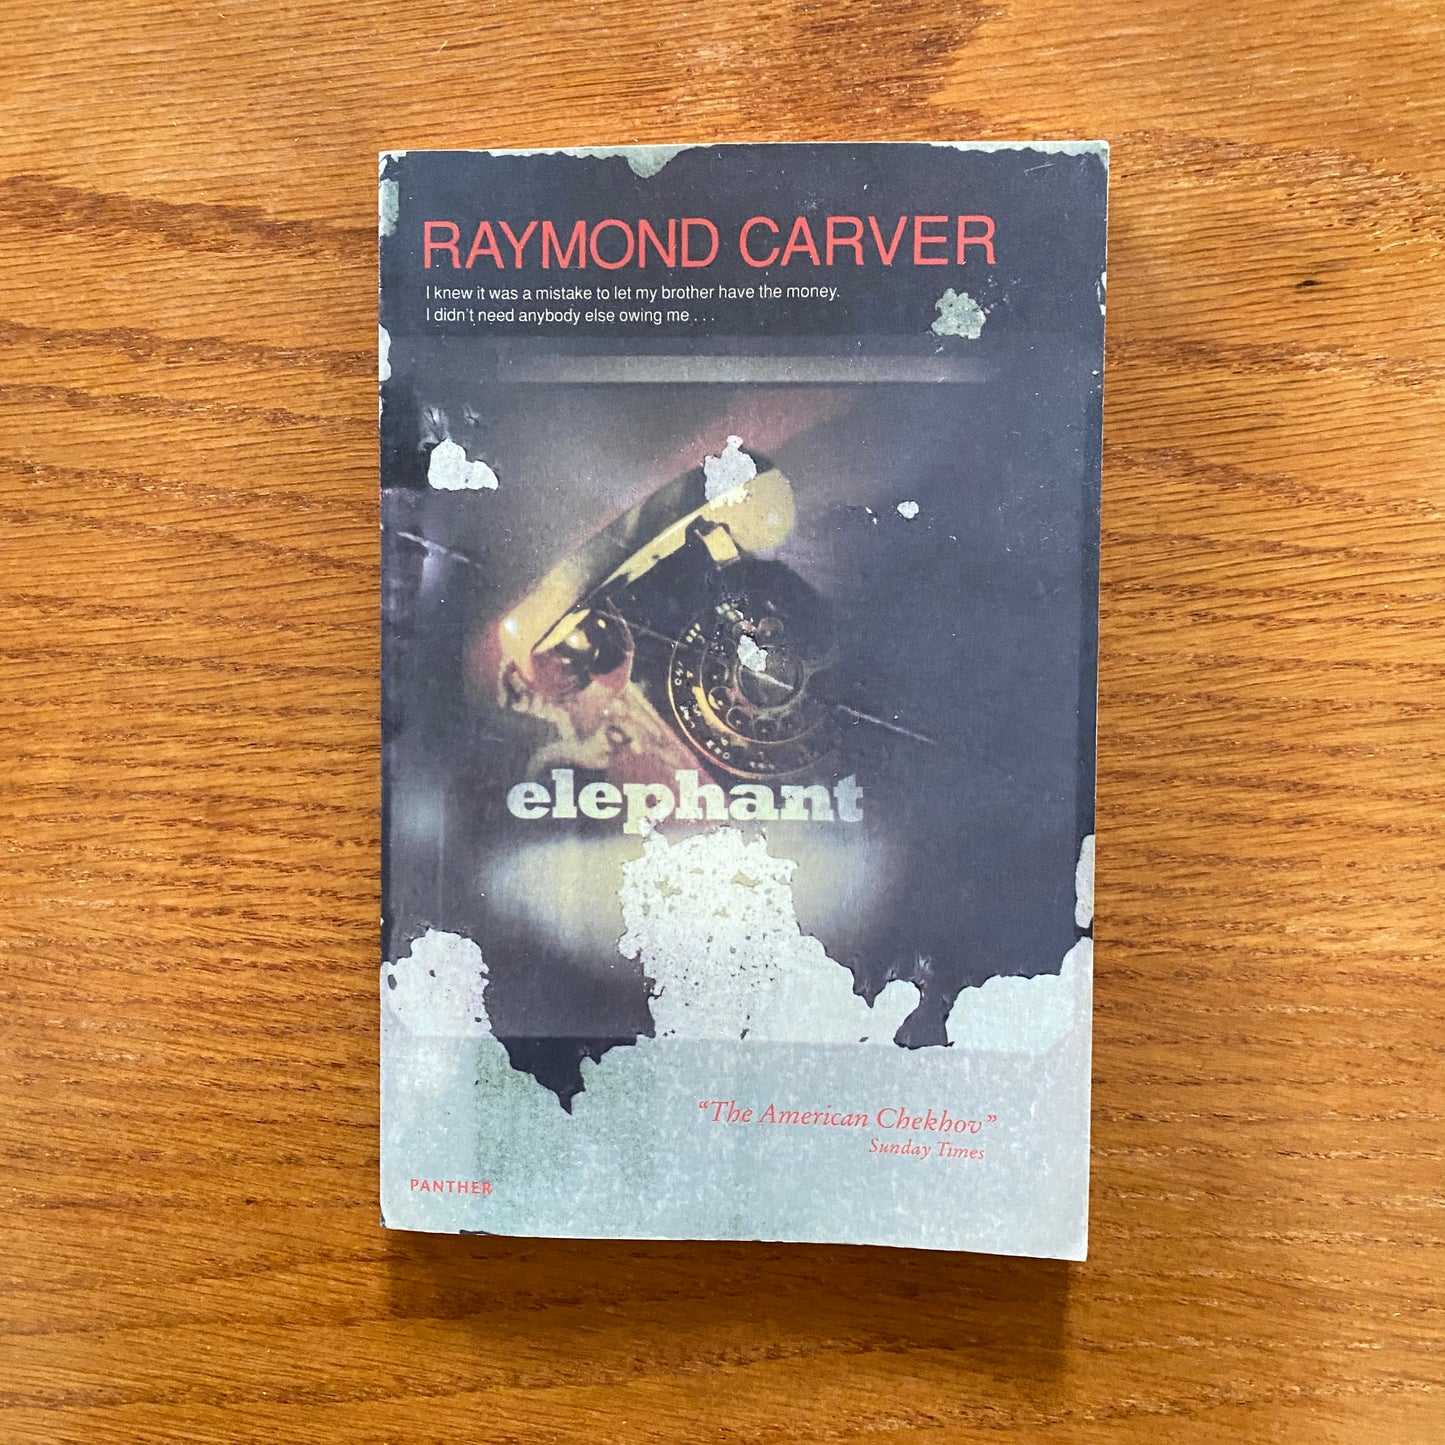 RAYMOND CARVER
I knew it was a mistake to let my brother have the money.
I didn't need anybody else owing me . . .
elephant
"The American Chekhov"
Sunday Times
PANTHER